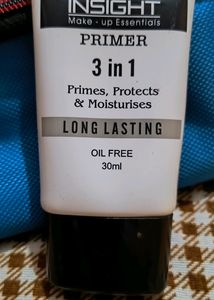 INSIGHT
Make-up Essentials
PRIMER
3 in 1
Primes, Protects
& Moisturises
LONG LASTING
OIL FREE
30ml